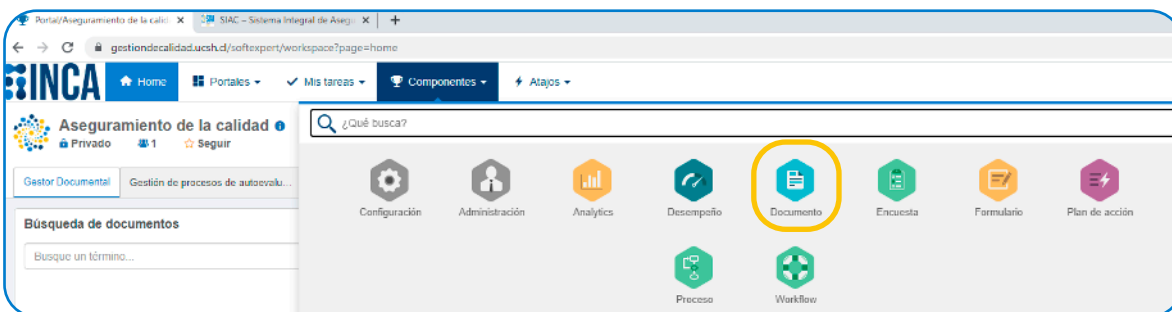 Portal/Aseguramiento de la calid
SIAC – Sistema Integral de Asegu
gestiondecalidad.ucsh.cl/softexpert/workspace?page=home
INCA
Home
Portales
Mis tareas
Componentes
Atajos
Aseguramiento de la calidad
Privado
1
Seguir
¿Qué busca?
Gestor Documental
Gestión de procesos de autoevalu...
Búsqueda de documentos
Busque un término...
Configuración
Administración
Analytics
Desempeño
Documento
Encuesta
Formulario
Plan de acción
Proceso
Workflow